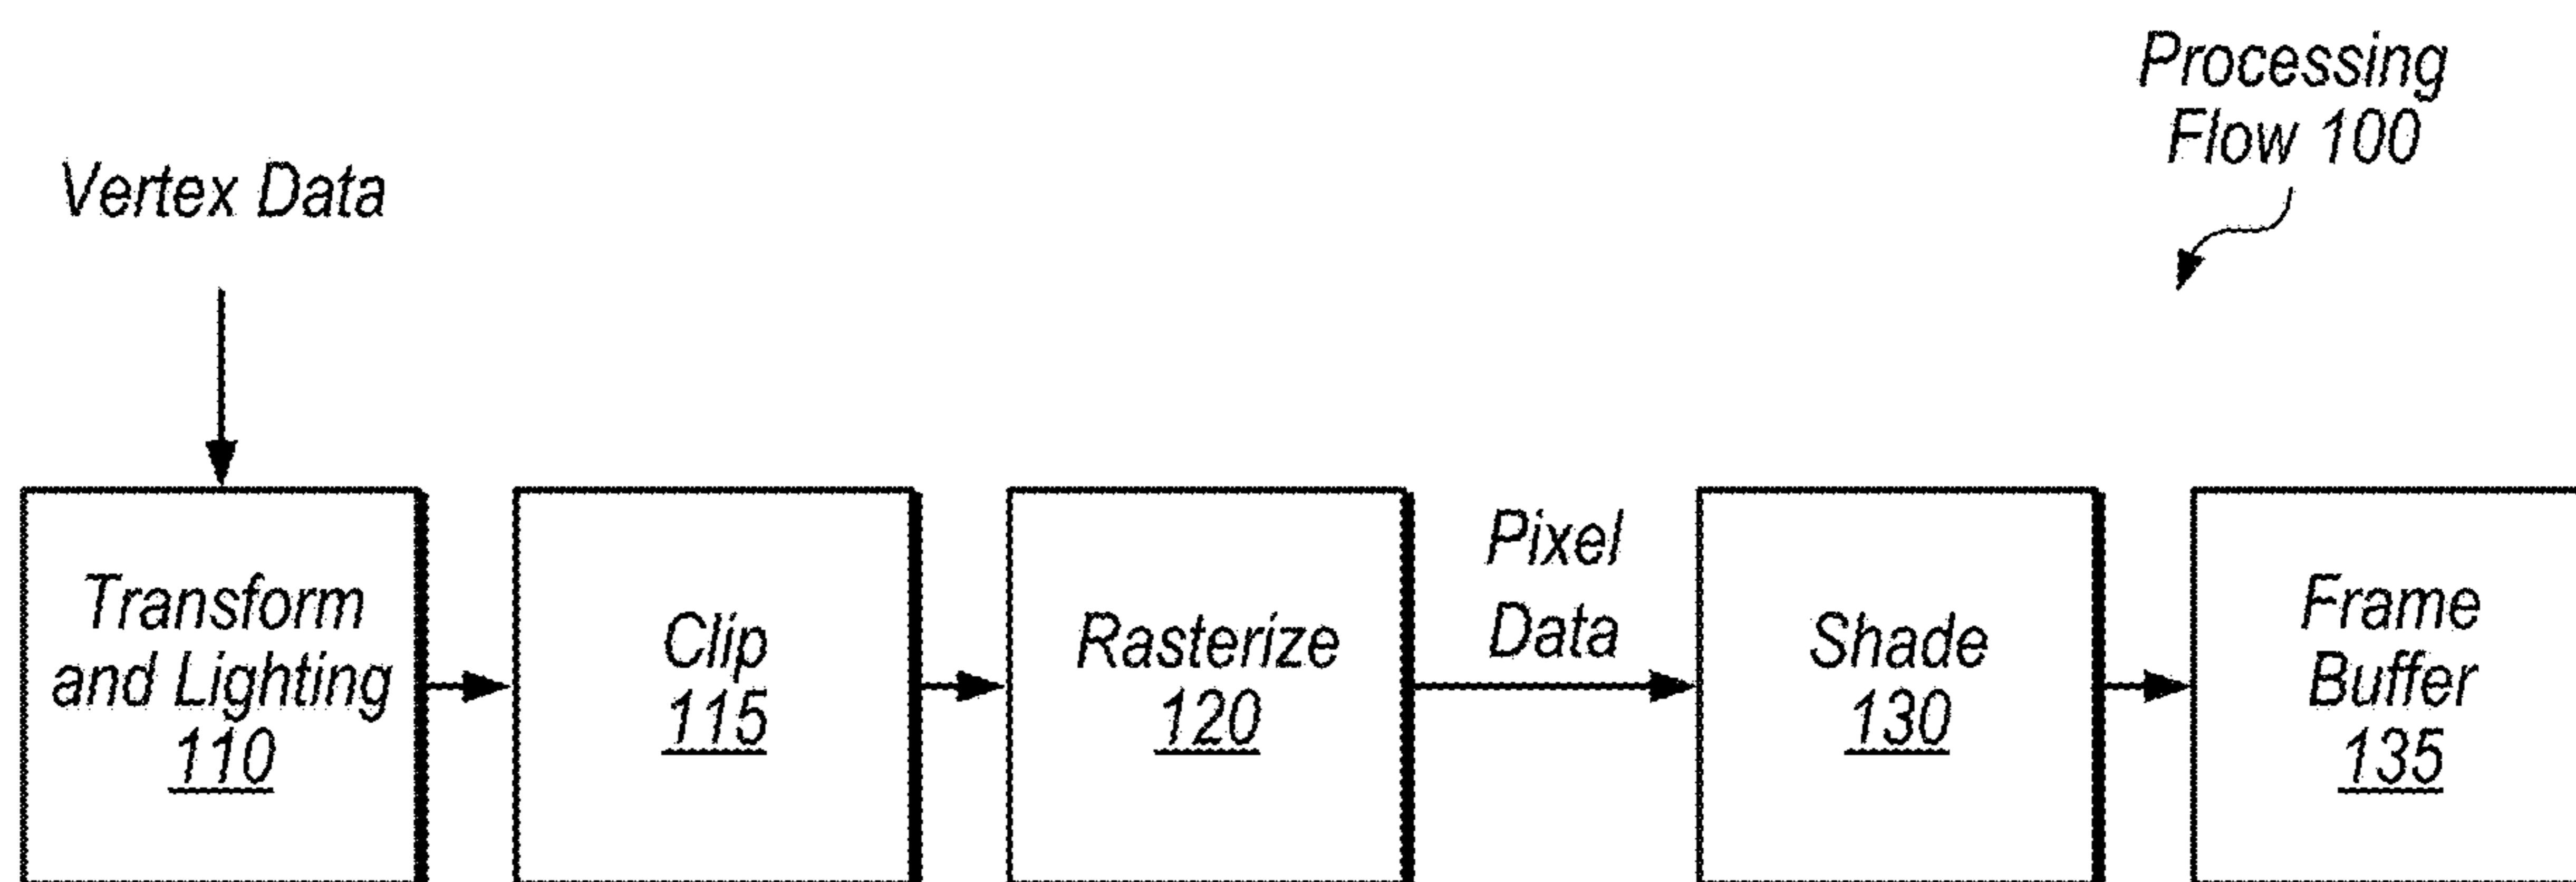 Processing
Flow 100
Vertex Data
Transform
and Lighting
110
Clip
115
Rasterize
120
Pixel
Data
Shade
130
Frame
Buffer
135